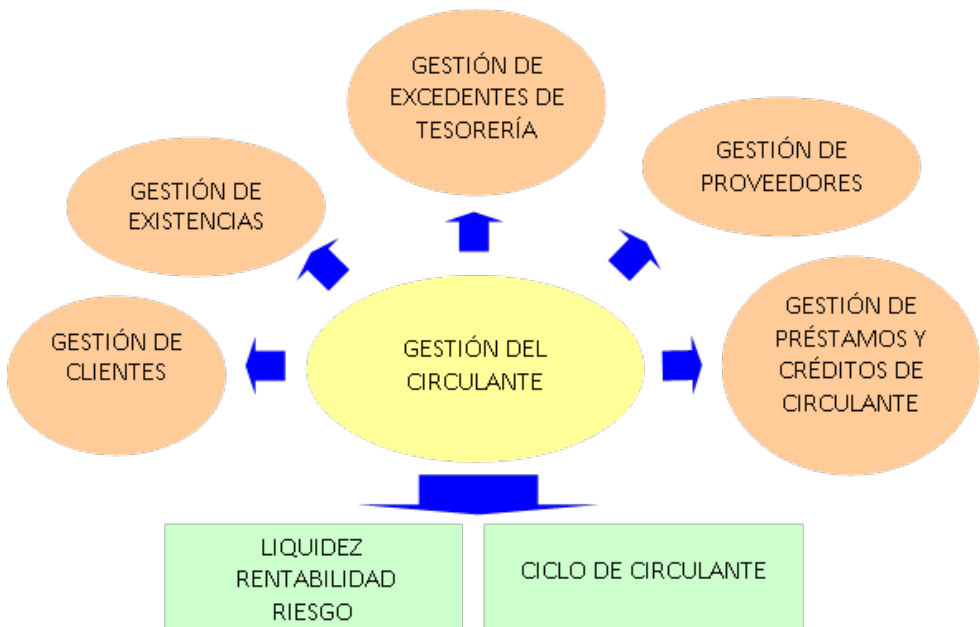 GESTIÓN DE
EXCEDENTES DE
TESORERÍA
GESTIÓN DE
PROVEEDORES
GESTIÓN DE
EXISTENCIAS
GESTIÓN DE
PRÉSTAMOS Y
CRÉDITOS DE
CIRCULANTE
GESTIÓN DE
CLIENTES
GESTIÓN DEL
CIRCULANTE
LIQUIDEZ
RENTABILIDAD
RIESGO
CICLO DE CIRCULANTE